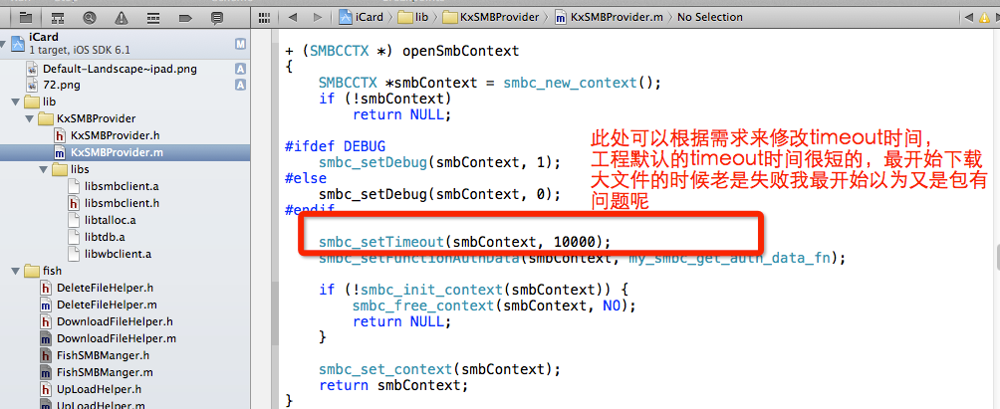 iCard
lib
KxSMBProvider
KxSMBProvider.m
No Selection
iCard
1 target, iOS SDK 6.1
M
Default-Landscape~ipad.png
A
72.png
A
lib
KxSMBProvider
KxSMBProvider.h
KxSMBProvider.m
libs
libsmbclient.a
libsmbclient.h
libtalloc.a
libtdb.a
libwbclient.a
fish
DeleteFileHelper.h
DeleteFileHelper.m
DownloadFileHelper.h
DownloadFileHelper.m
FishSMBManger.h
FishSMBManger.m
UpLoadHelper.h
UpLoadHelper.m
+ (SMBCCTX *) openSmbContext
{
SMBCCTX *smbContext = smbc_new_context();
if (!smbContext)
return NULL;
#ifdef DEBUG
smbc_setDebug(smbContext, 1);
#else
smbc_setDebug(smbContext, 0);
#endif
smbc_setTimeout(smbContext, 10000);
smbc_setFunctionAuthData(smbContext, my_smbc_get_auth_data_fn);
if (!smbc_init_context(smbContext)) {
smbc_free_context(smbContext, NO);
return NULL;
}
smbc_set_context(smbContext);
return smbContext;
}
此处可以根据需求来修改timeout时间,
工程默认的timeout时间很短的，最开始下载
大文件的时候老是失败我最开始以为又是包有
问题呢